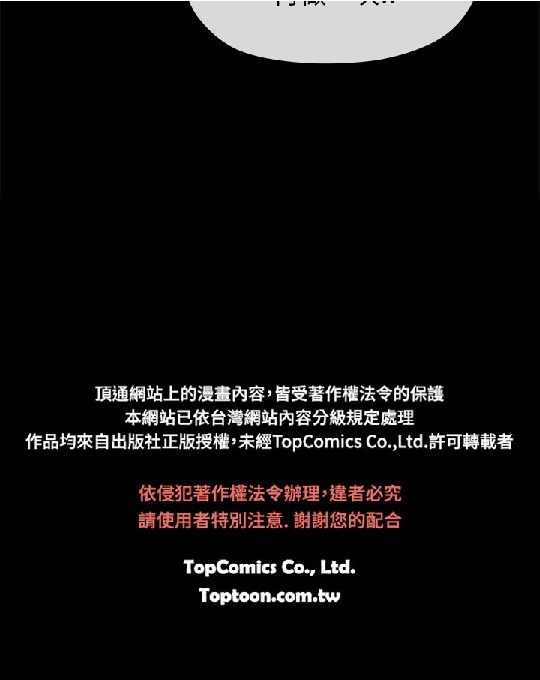 頂通網站上的漫畫內容，皆受著作權法令的保護
本網站已依台灣網站內容分級規定處理
作品均來自出版社正版授權，未經TopComics Co.,Ltd.許可轉載者
依侵犯著作權法令辦理，違者必究
請使用者特別注意. 謝謝您的配合
TopComics Co., Ltd.
Toptoon.com.tw